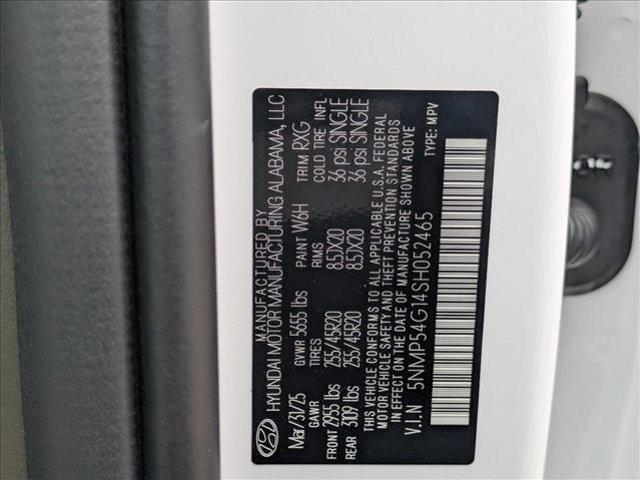 MANUFACTURED BY
HYUNDAI MOTOR MANUFACTURING ALABAMA, LLC
Mar/31/25 GVWR 5655 lbs PAINT W6H TRIM RXG
GAWR TIRES RIMS COLD TIRE INFL
FRONT 2955 lbs 255/45R20 8.5JX20 36 psi SINGLE
REAR 3109 lbs 255/45R20 8.5JX20 36 psi SINGLE
THIS VEHICLE CONFORMS TO ALL APPLICABLE U.S.A. FEDERAL
MOTOR VEHICLE SAFETY AND THEFT PREVENTION STANDARDS
IN EFFECT ON THE DATE OF MANUFACTURE SHOWN ABOVE
V.I.N 5NMP54G14SH052465 TYPE: MPV